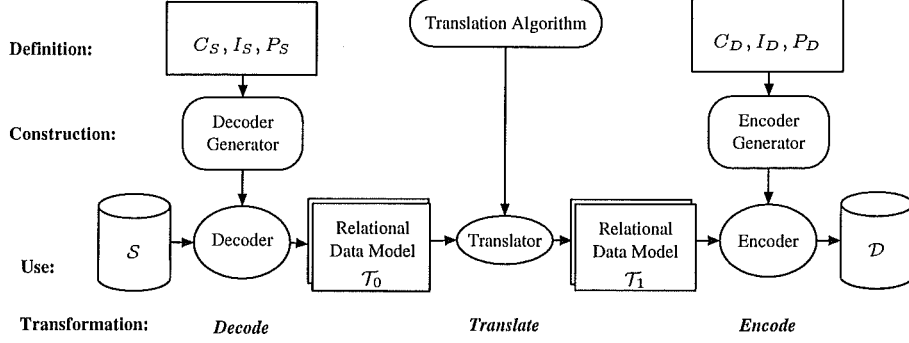 Definition:
C_S, I_S, P_S
Translation Algorithm
C_D, I_D, P_D
Construction:
Decoder
Generator
Encoder
Generator
Use:
S
Decoder
Relational
Data Model
T_0
Translator
Relational
Data Model
T_1
Encoder
D
Transformation:
Decode
Translate
Encode